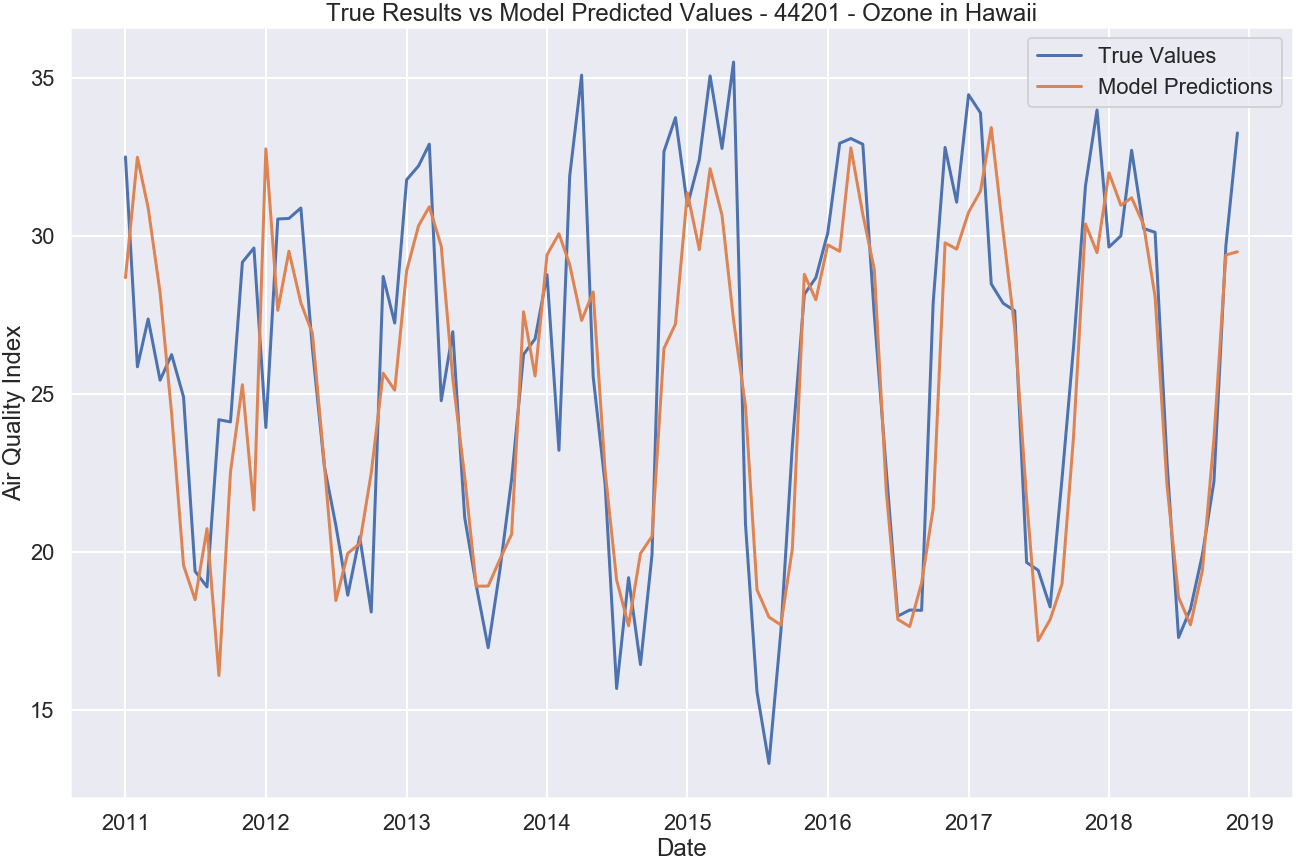 True Results vs Model Predicted Values - 44201 - Ozone in Hawaii
True Values
Model Predictions
35
30
25
20
15
Air Quality Index
2011 2012 2013 2014 2015 2016 2017 2018 2019
Date